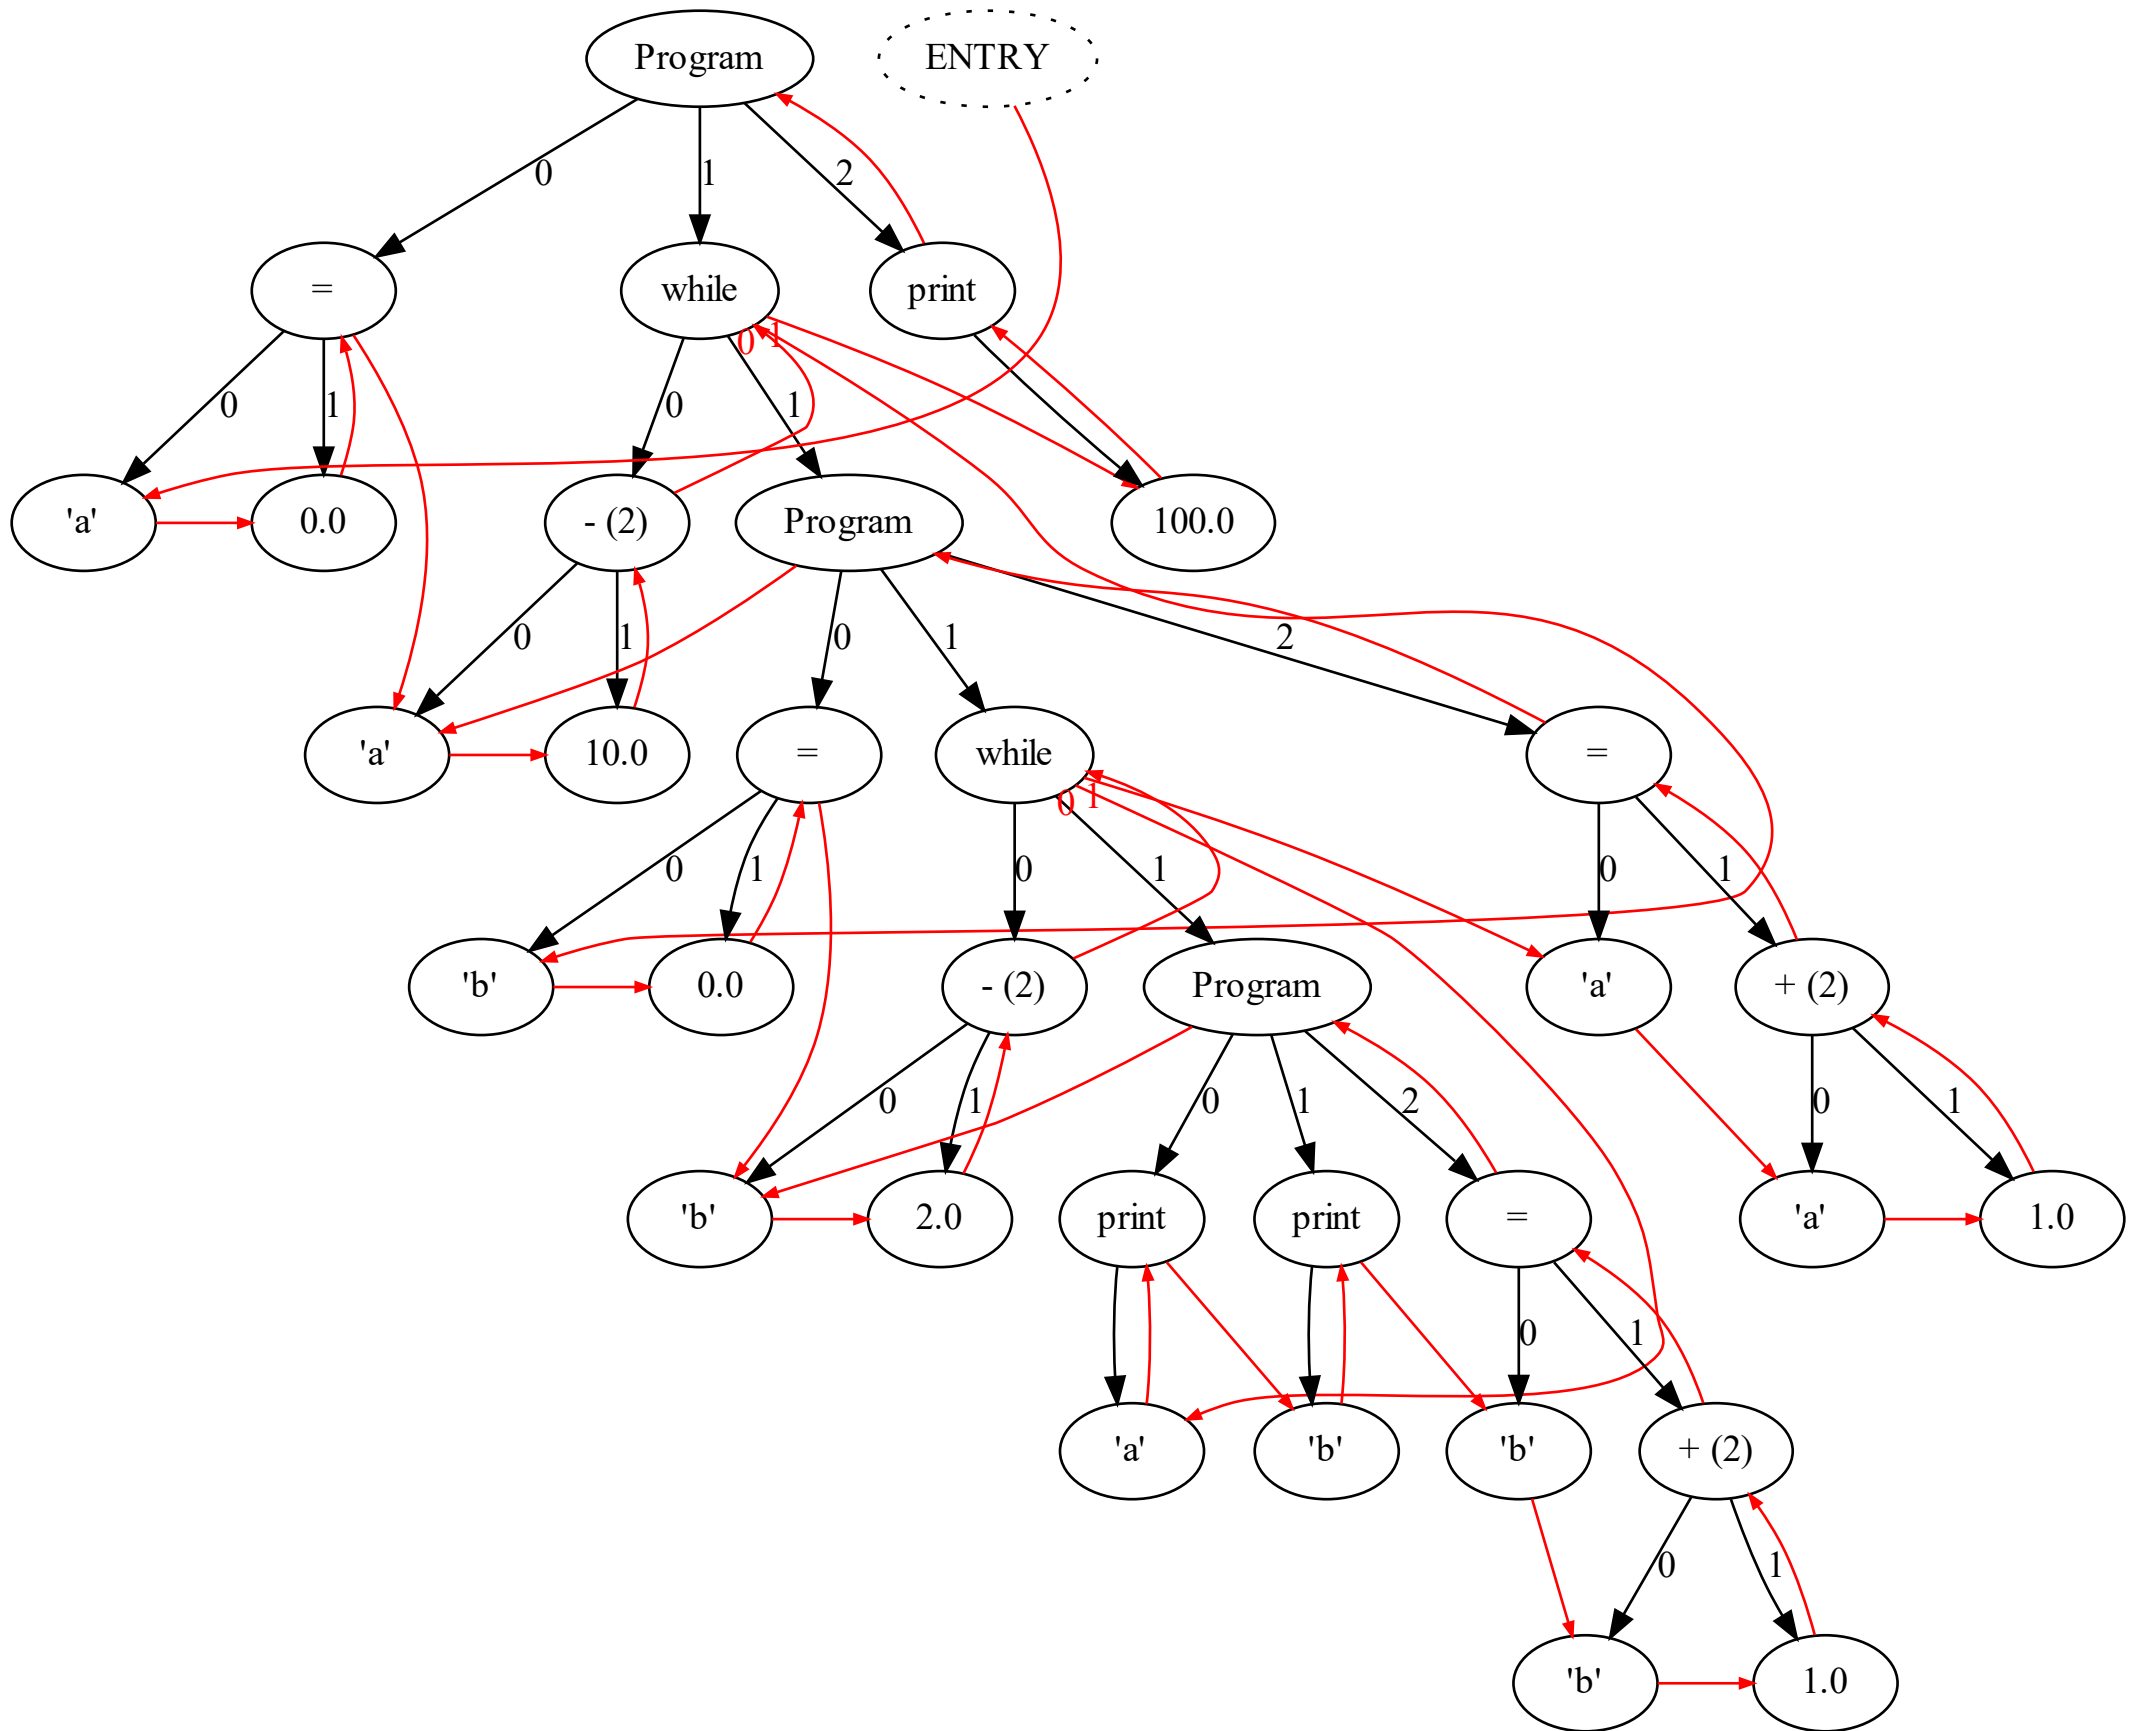 Program
ENTRY
0
1
2
=
while
print
0
1
0
1
0
1
'a'
0.0
- (2)
Program
100.0
0
1
0
1
2
'a'
10.0
=
while
=
0
1
0
1
0
1
0
1
'b'
0.0
- (2)
Program
'a'
+ (2)
0
1
0
1
2
0
1
'b'
2.0
print
print
=
'a'
1.0
0
1
'a'
'b'
'b'
+ (2)
0
1
'b'
1.0